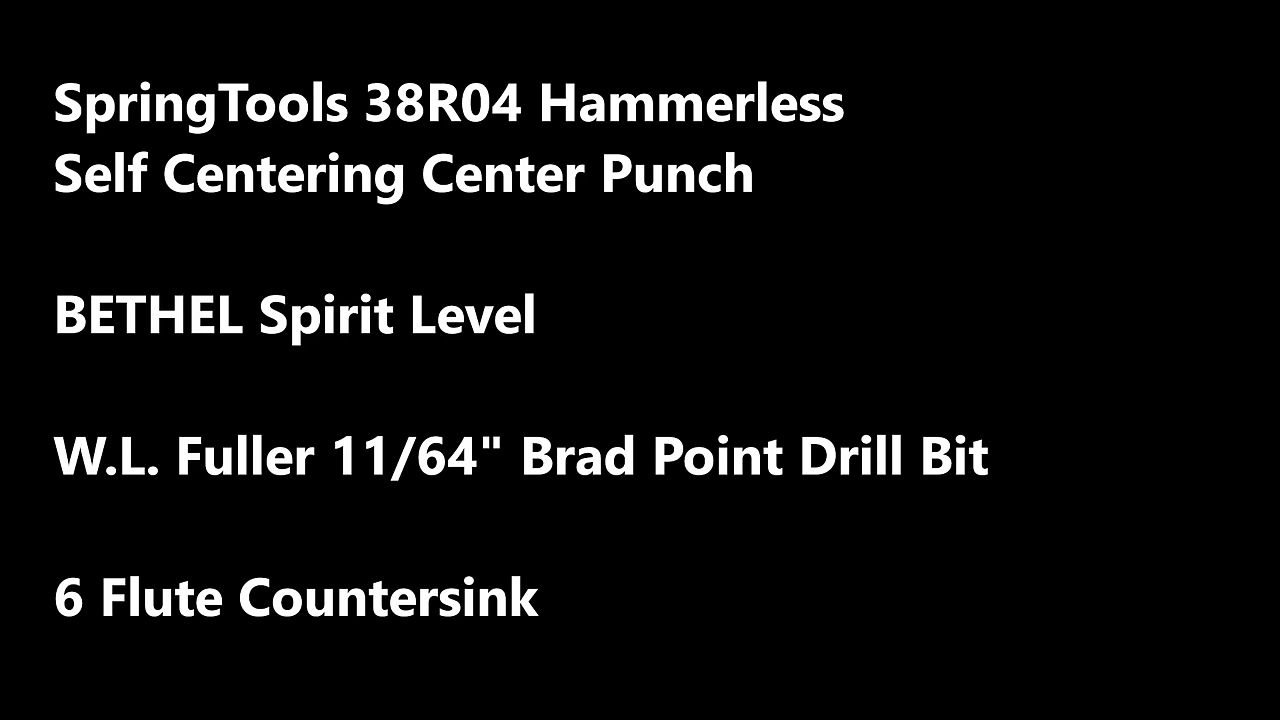 SpringTools 38R04 Hammerless
Self Centering Center Punch
BETHEL Spirit Level
W.L. Fuller 11/64" Brad Point Drill Bit
6 Flute Countersink